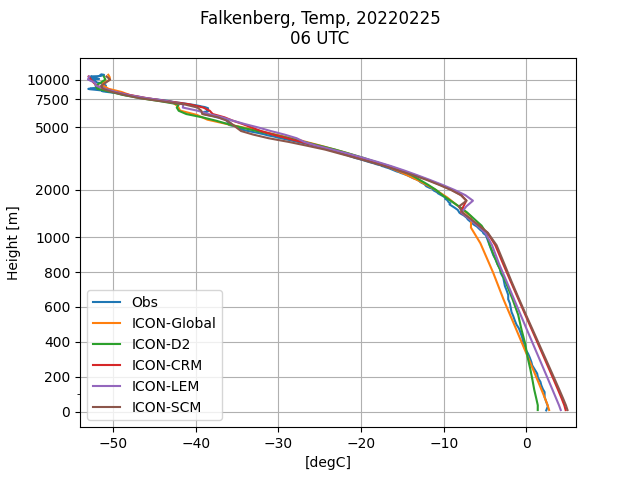 Falkenberg, Temp, 20220225
06 UTC
Height [m]
10000
7500
5000
2000
1000
800
600
400
200
0
Obs
ICON-Global
ICON-D2
ICON-CRM
ICON-LEM
ICON-SCM
−50
−40
−30
−20
−10
0
[degC]